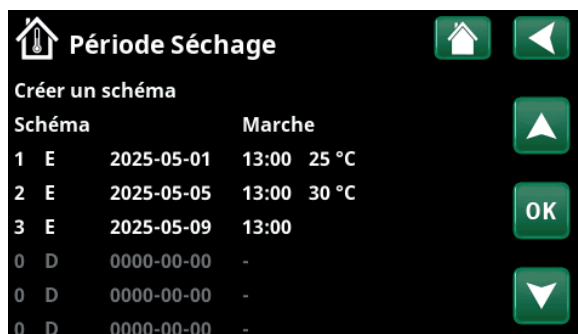 Période Séchage
Créer un schéma
Schéma Marche
1 E 2025-05-01 13:00 25 °C
2 E 2025-05-05 13:00 30 °C
3 E 2025-05-09 13:00
OK
0 D 0000-00-00 -
0 D 0000-00-00 -
0 D 0000-00-00 -